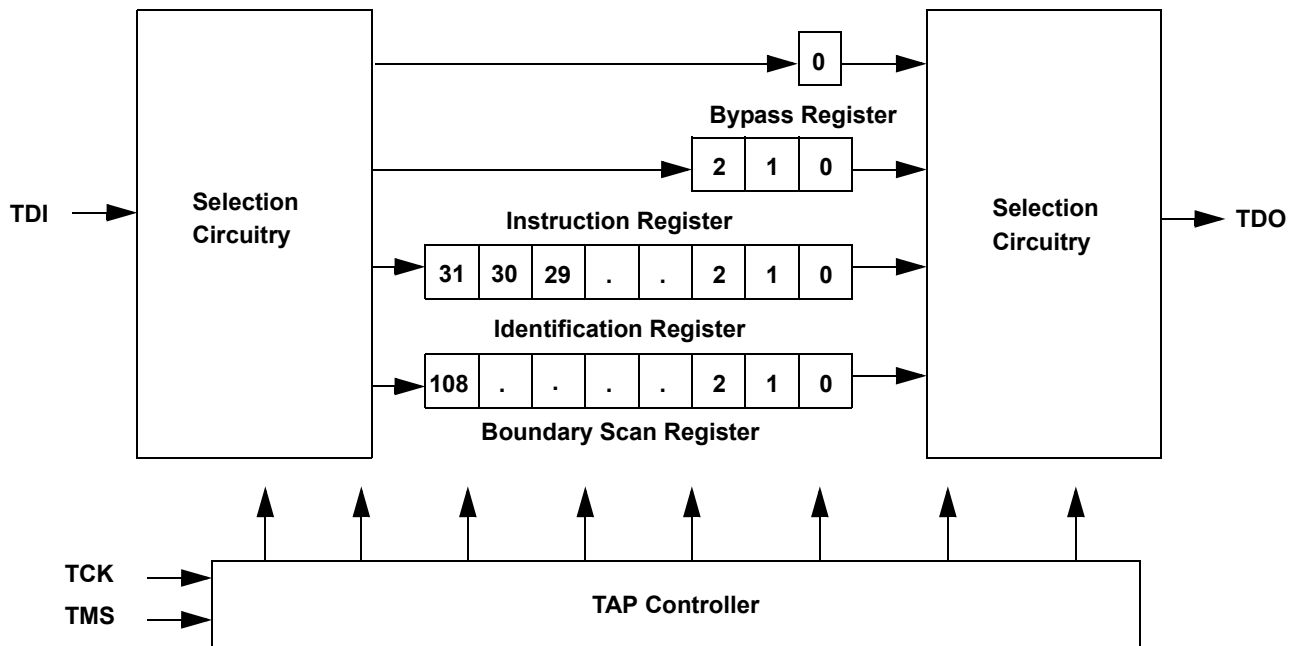 0
Bypass Register
2 1 0
TDI
Selection
Circuitry
Instruction Register
31 30 29 . . 2 1 0
Identification Register
108 . . . . 2 1 0
Boundary Scan Register
Selection
Circuitry
TDO
TCK
TMS
TAP Controller